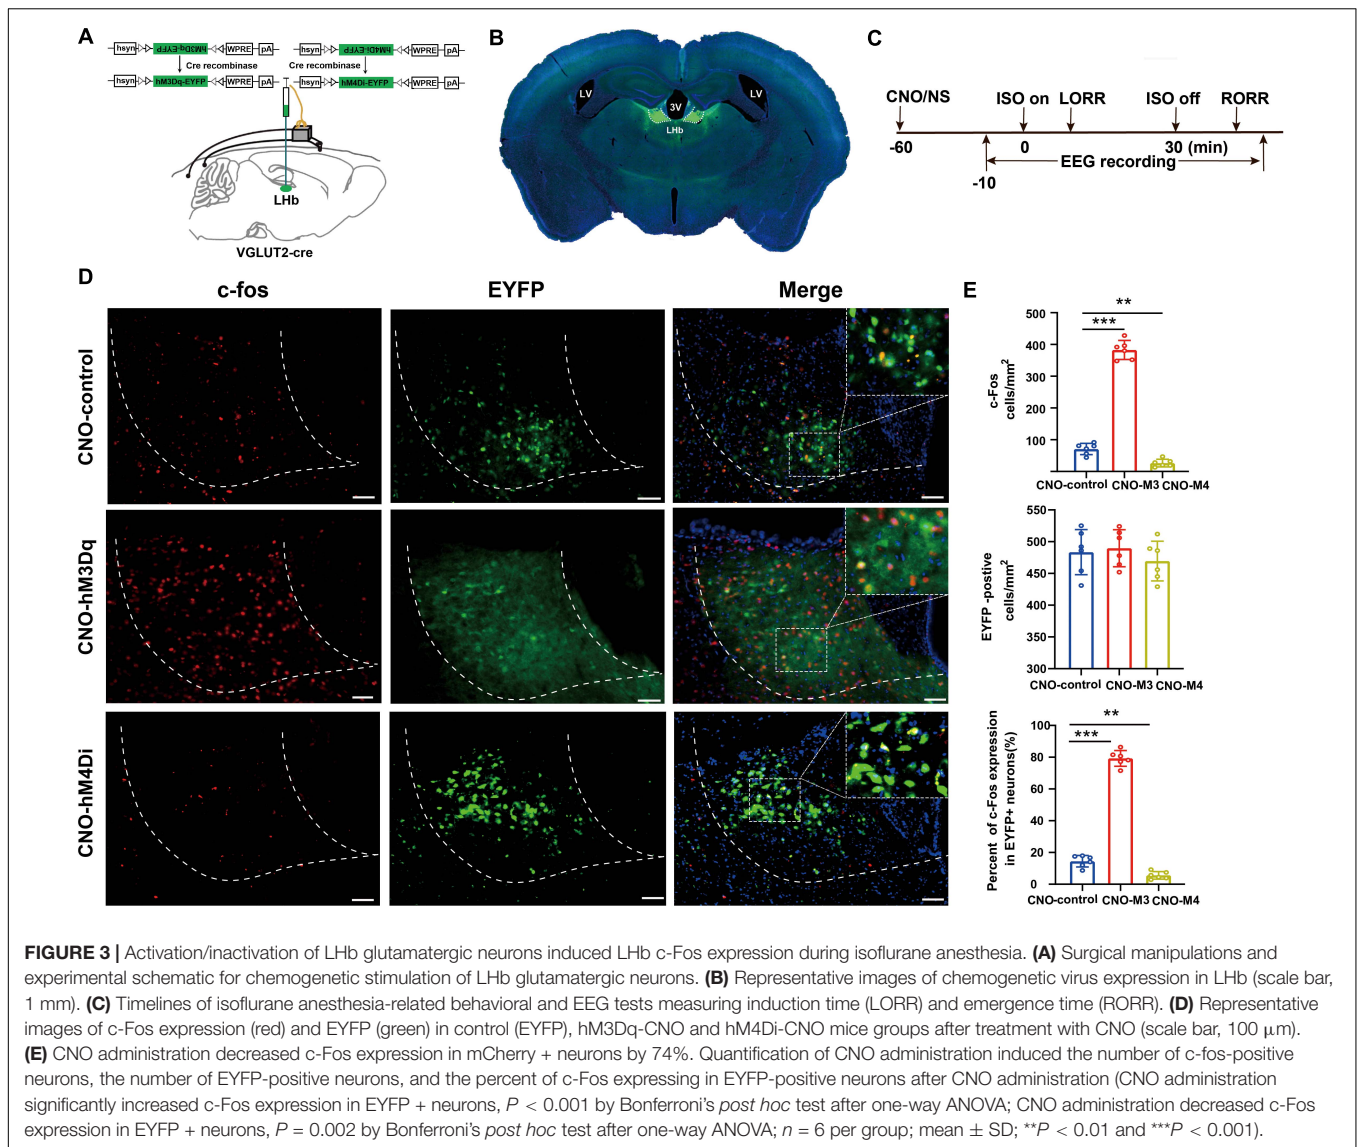 A
hsyn
hM3Dq-EYFP
WPRE
pA
hsyn
hM4Di-EYFP
WPRE
pA
Cre recombinase
Cre recombinase
hsyn
hM3Dq-EYFP
WPRE
pA
hsyn
hM4Di-EYFP
WPRE
pA
LHb
VGLUT2-cre
B
LV
3V
LV
LHb
C
CNO/NS
ISO on
LORR
ISO off
RORR
-60
0
30 (min)
EEG recording
-10
D
c-fos
EYFP
Merge
CNO-control
CNO-hM3Dq
CNO-hM4Di
E
**
***
500
400
300
200
100
c-Fos
cells/mm²
CNO-control
CNO-M3
CNO-M4
550
500
450
400
350
300
EYFP -postive
cells/mm²
CNO-control
CNO-M3
CNO-M4
**
***
100
80
60
40
20
0
Percent of c-Fos expression
in EYFP+ neurons(%)
CNO-control
CNO-M3
CNO-M4
FIGURE 3 | Activation/inactivation of LHb glutamatergic neurons induced LHb c-Fos expression during isoflurane anesthesia. (A) Surgical manipulations and
experimental schematic for chemogenetic stimulation of LHb glutamatergic neurons. (B) Representative images of chemogenetic virus expression in LHb (scale bar,
1 mm). (C) Timelines of isoflurane anesthesia-related behavioral and EEG tests measuring induction time (LORR) and emergence time (RORR). (D) Representative
images of c-Fos expression (red) and EYFP (green) in control (EYFP), hM3Dq-CNO and hM4Di-CNO mice groups after treatment with CNO (scale bar, 100 μm).
(E) CNO administration decreased c-Fos expression in mCherry + neurons by 74%. Quantification of CNO administration induced the number of c-fos-positive
neurons, the number of EYFP-positive neurons, and the percent of c-Fos expressing in EYFP-positive neurons after CNO administration (CNO administration
significantly increased c-Fos expression in EYFP + neurons, P < 0.001 by Bonferroni's post hoc test after one-way ANOVA; CNO administration decreased c-Fos
expression in EYFP + neurons, P = 0.002 by Bonferroni's post hoc test after one-way ANOVA; n = 6 per group; mean ± SD; **P < 0.01 and ***P < 0.001).